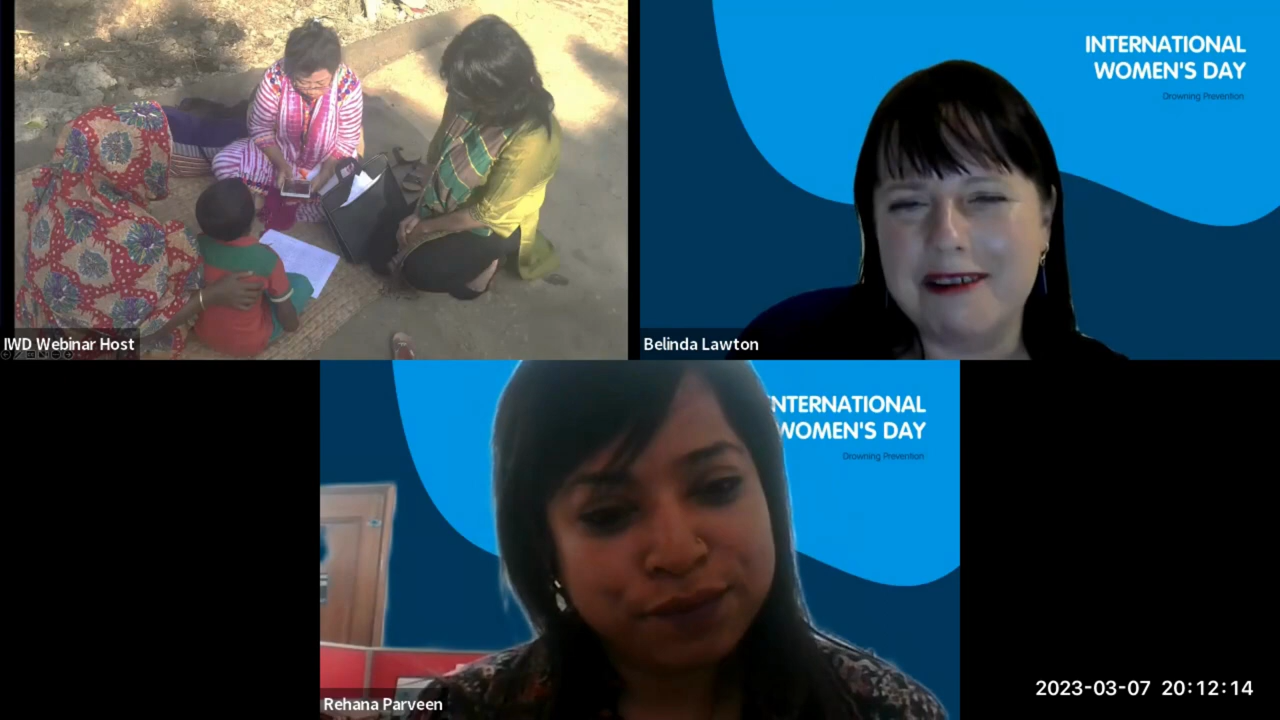 INTERNATIONAL
WOMEN'S DAY
Drowning Prevention
IWD Webinar Host
Belinda Lawton
INTERNATIONAL
WOMEN'S DAY
Drowning Prevention
Rehana Parveen
2023-03-07 20:12:14